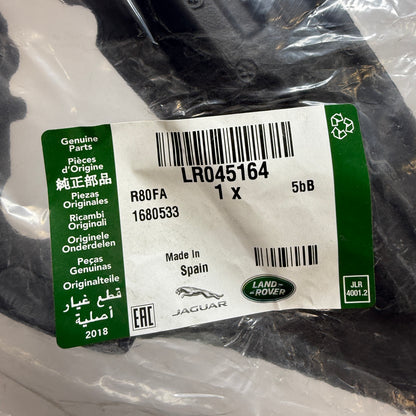 Genuine
Parts
Pièces
d'Origine
純正部品
Piezas
Originales
Ricambi
Originali
Originele
Onderdelen
Peças
Genuinas
Originalteile
قطع غيار
أصلية
2018
LR045164
R80FA
1 x
5bB
1680533
Made In
Spain
EAC
JAGUAR
LAND-
ROVER
JLR
4001.2